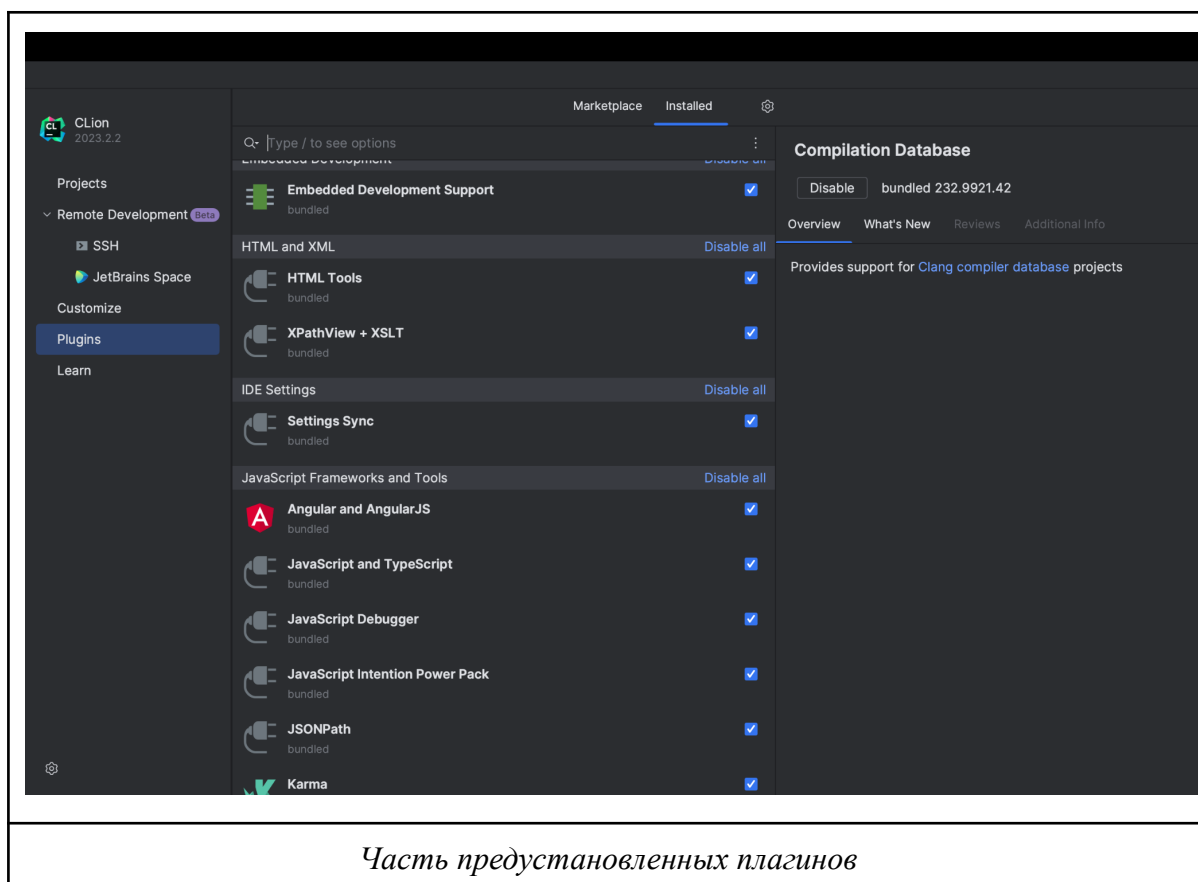 CLion
2023.2.2
Projects
Remote Development Beta
SSH
JetBrains Space
Customize
Plugins
Learn
Marketplace Installed
Type / to see options
Embedded Development Disable all
Embedded Development Support
bundled
HTML and XML Disable all
HTML Tools
bundled
XPathView + XSLT
bundled
IDE Settings Disable all
Settings Sync
bundled
JavaScript Frameworks and Tools Disable all
Angular and AngularJS
bundled
JavaScript and TypeScript
bundled
JavaScript Debugger
bundled
JavaScript Intention Power Pack
bundled
JSONPath
bundled
Karma
Compilation Database
Disable bundled 232.9921.42
Overview What's New Reviews Additional Info
Provides support for Clang compiler database projects
Часть предустановленных плагинов